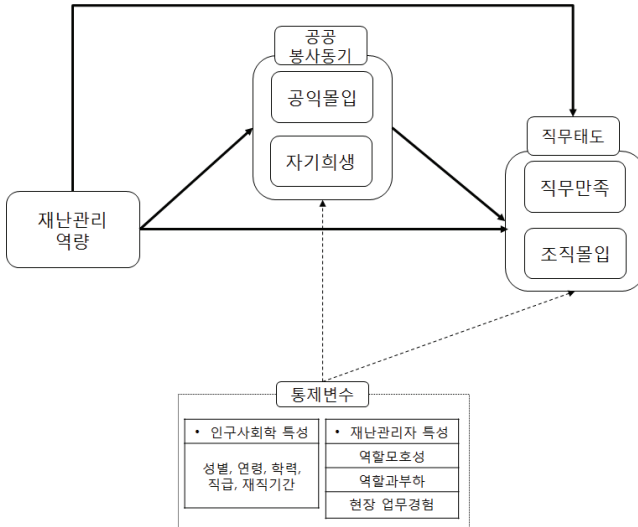 공공
봉사동기
공익몰입
자기희생
직무태도
직무만족
조직몰입
재난관리
역량
통제변수
• 인구사회학 특성
성별, 연령, 학력,
직급, 재직기간
• 재난관리자 특성
역할모호성
역할과부하
현장 업무경험